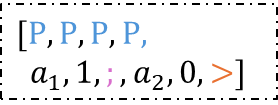 [P, P, P, P,
a₁, 1, ;, a₂, 0, >]